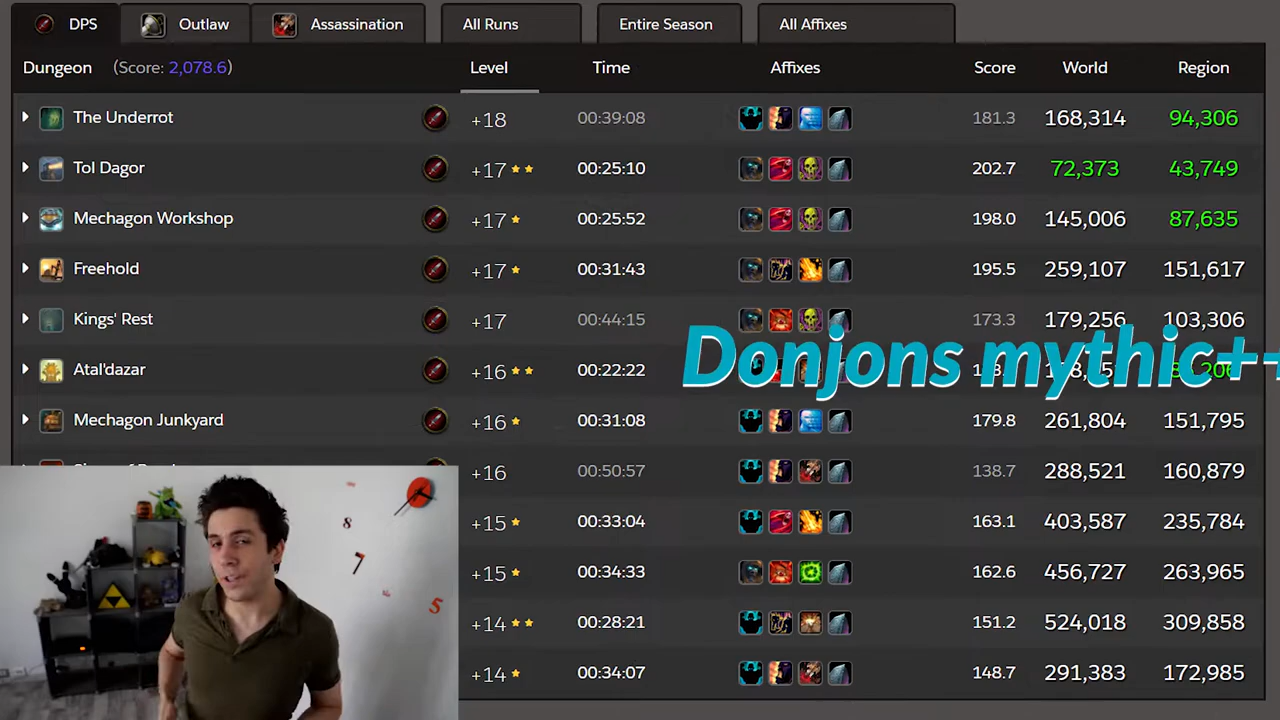 DPS Outlaw Assassination All Runs Entire Season All Affixes
Dungeon (Score: 2,078.6) Level Time Affixes Score World Region
The Underrot +18 00:39:08 181.3 168,314 94,306
Tol Dagor +17 00:25:10 202.7 72,373 43,749
Mechagon Workshop +17 00:25:52 198.0 145,006 87,635
Freehold +17 00:31:43 195.5 259,107 151,617
Kings' Rest +17 00:44:15 173.3 179,256 103,306
Donjons mythic++
Atal'dazar +16 00:22:22
Mechagon Junkyard +16 00:31:08 179.8 261,804 151,795
+16 00:50:57 138.7 288,521 160,879
+15 00:33:04 163.1 403,587 235,784
+15 00:34:33 162.6 456,727 263,965
+14 00:28:21 151.2 524,018 309,858
+14 00:34:07 148.7 291,383 172,985
8
7
5